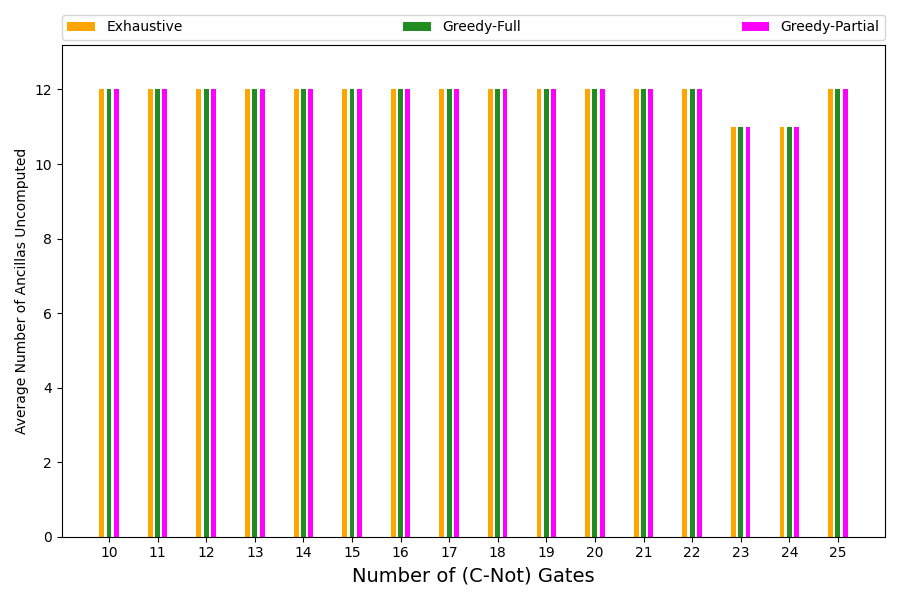 Exhaustive Greedy-Full Greedy-Partial
Average Number of Ancillas Uncomputed
12
10
8
6
4
2
0
10 11 12 13 14 15 16 17 18 19 20 21 22 23 24 25
Number of (C-Not) Gates